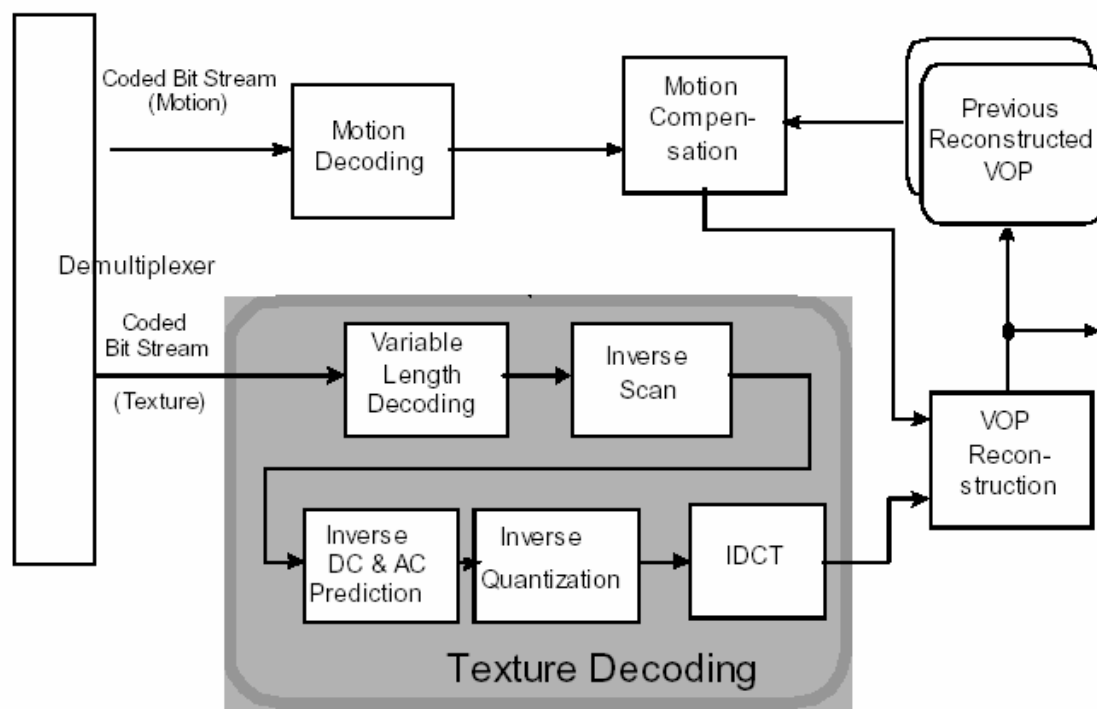 Coded Bit Stream
(Motion)
Motion
Decoding
Motion
Compen-
sation
Previous
Reconstructed
VOP
Demultiplexer
Coded
Bit Stream
(Texture)
Variable
Length
Decoding
Inverse
Scan
VOP
Recon-
struction
Inverse
DC & AC
Prediction
Inverse
Quantization
IDCT
Texture Decoding